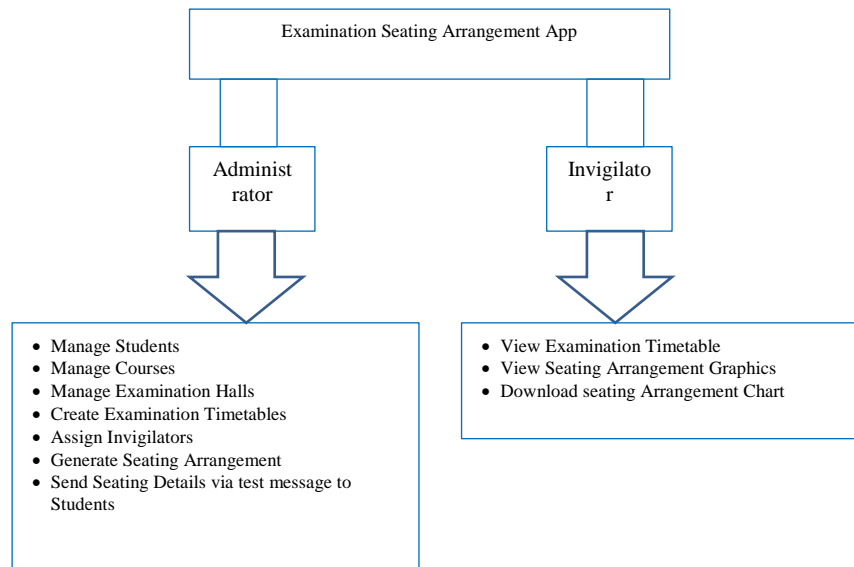 Examination Seating Arrangement App
Administ
rator
Invigilato
r
• Manage Students
• Manage Courses
• Manage Examination Halls
• Create Examination Timetables
• Assign Invigilators
• Generate Seating Arrangement
• Send Seating Details via test message to
Students
• View Examination Timetable
• View Seating Arrangement Graphics
• Download seating Arrangement Chart